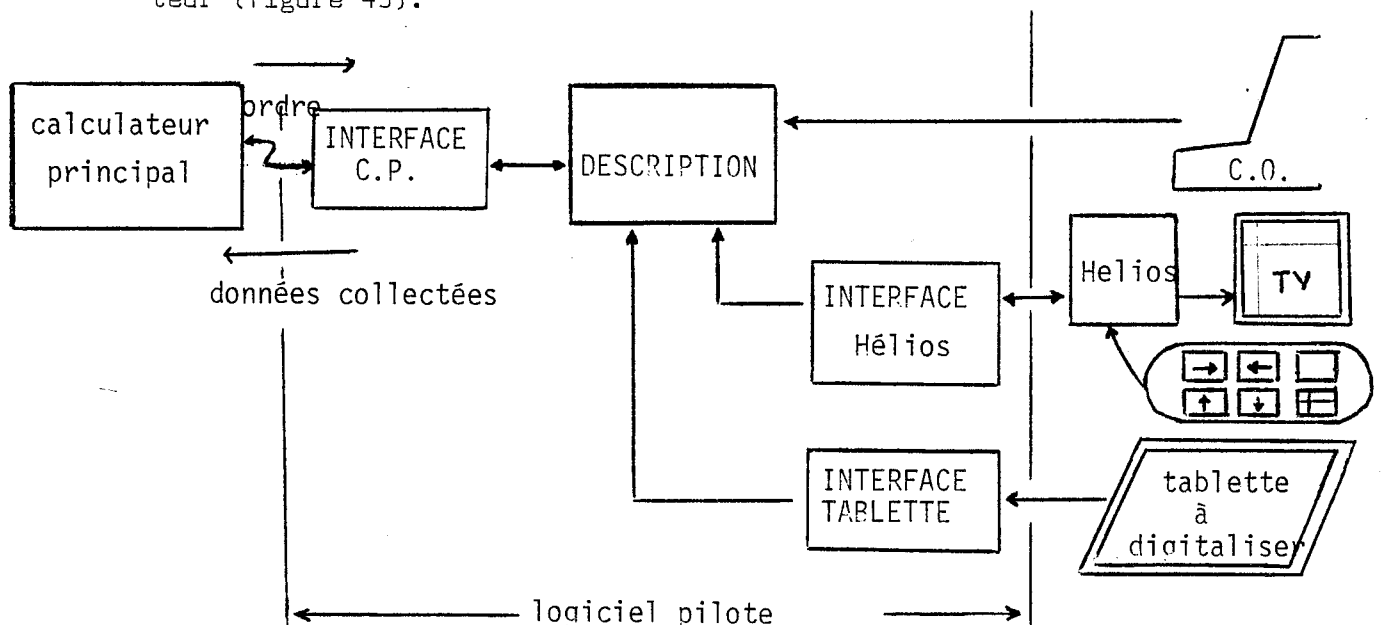 teur (figure 45).
ordre
calculateur
principal
INTERFACE
C.P.
DESCRIPTION
C.O.
données collectées
INTERFACE
Hélios
Helios
TV
INTERFACE
TABLETTE
tablette
à
digitaliser
logiciel pilote